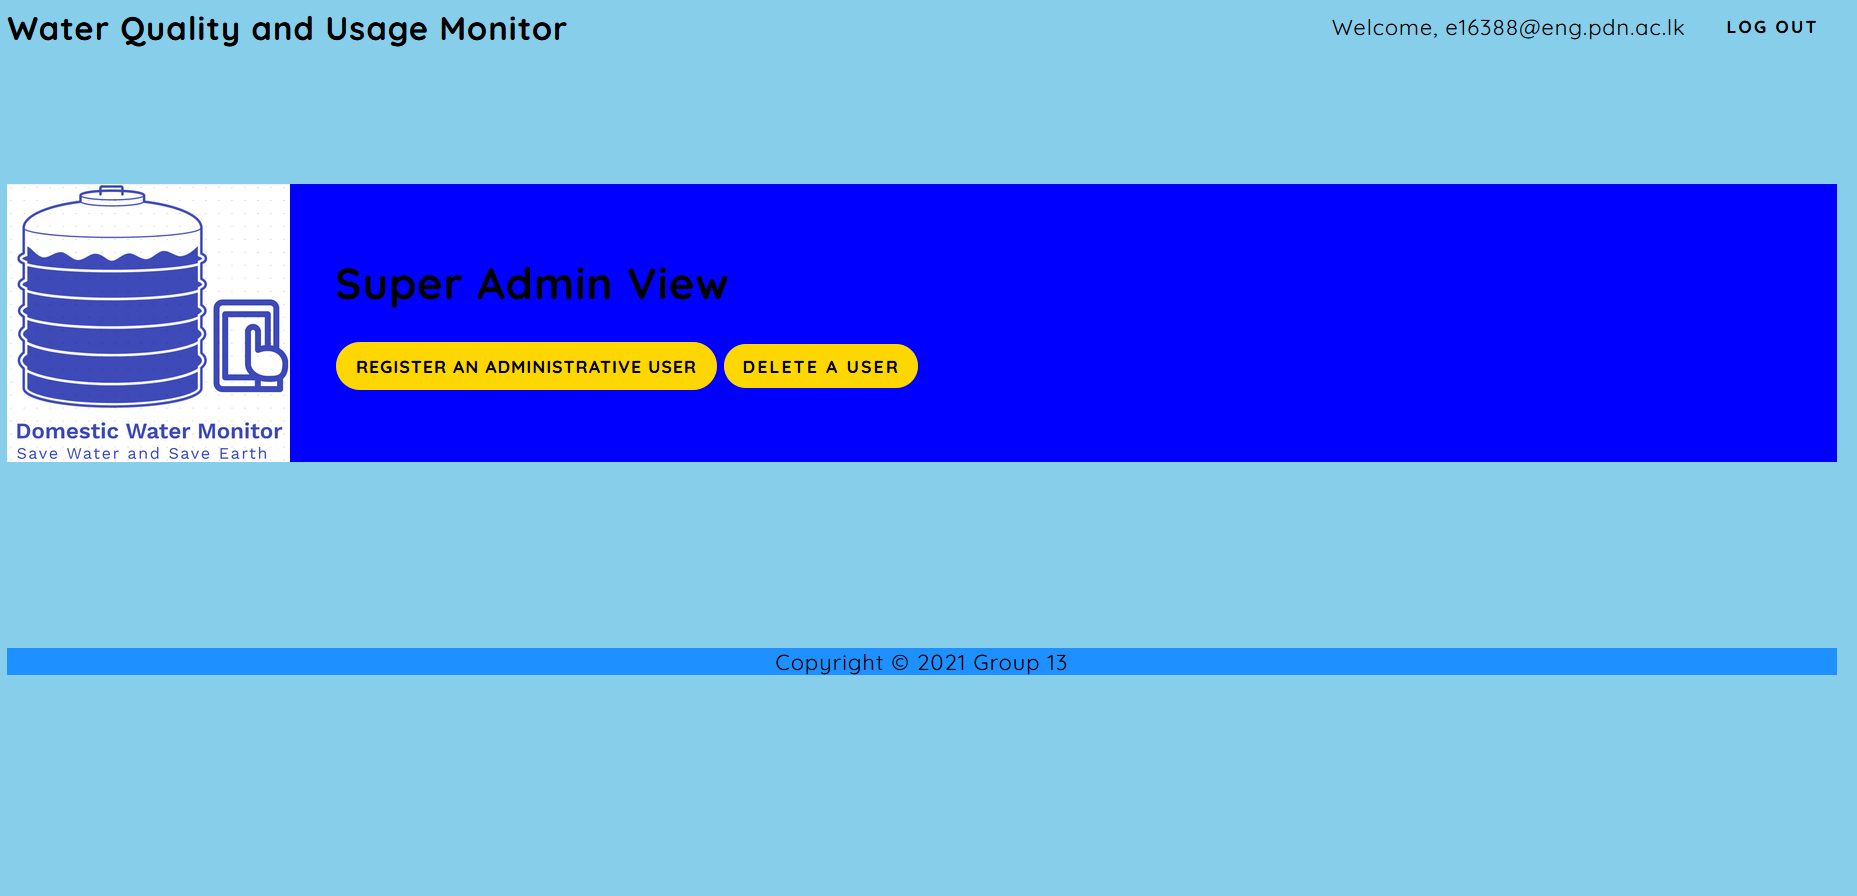 Water Quality and Usage Monitor
Welcome, e16388@eng.pdn.ac.lk
LOG OUT
Super Admin View
REGISTER AN ADMINISTRATIVE USER
DELETE A USER
Domestic Water Monitor
Save Water and Save Earth
Copyright © 2021 Group 13